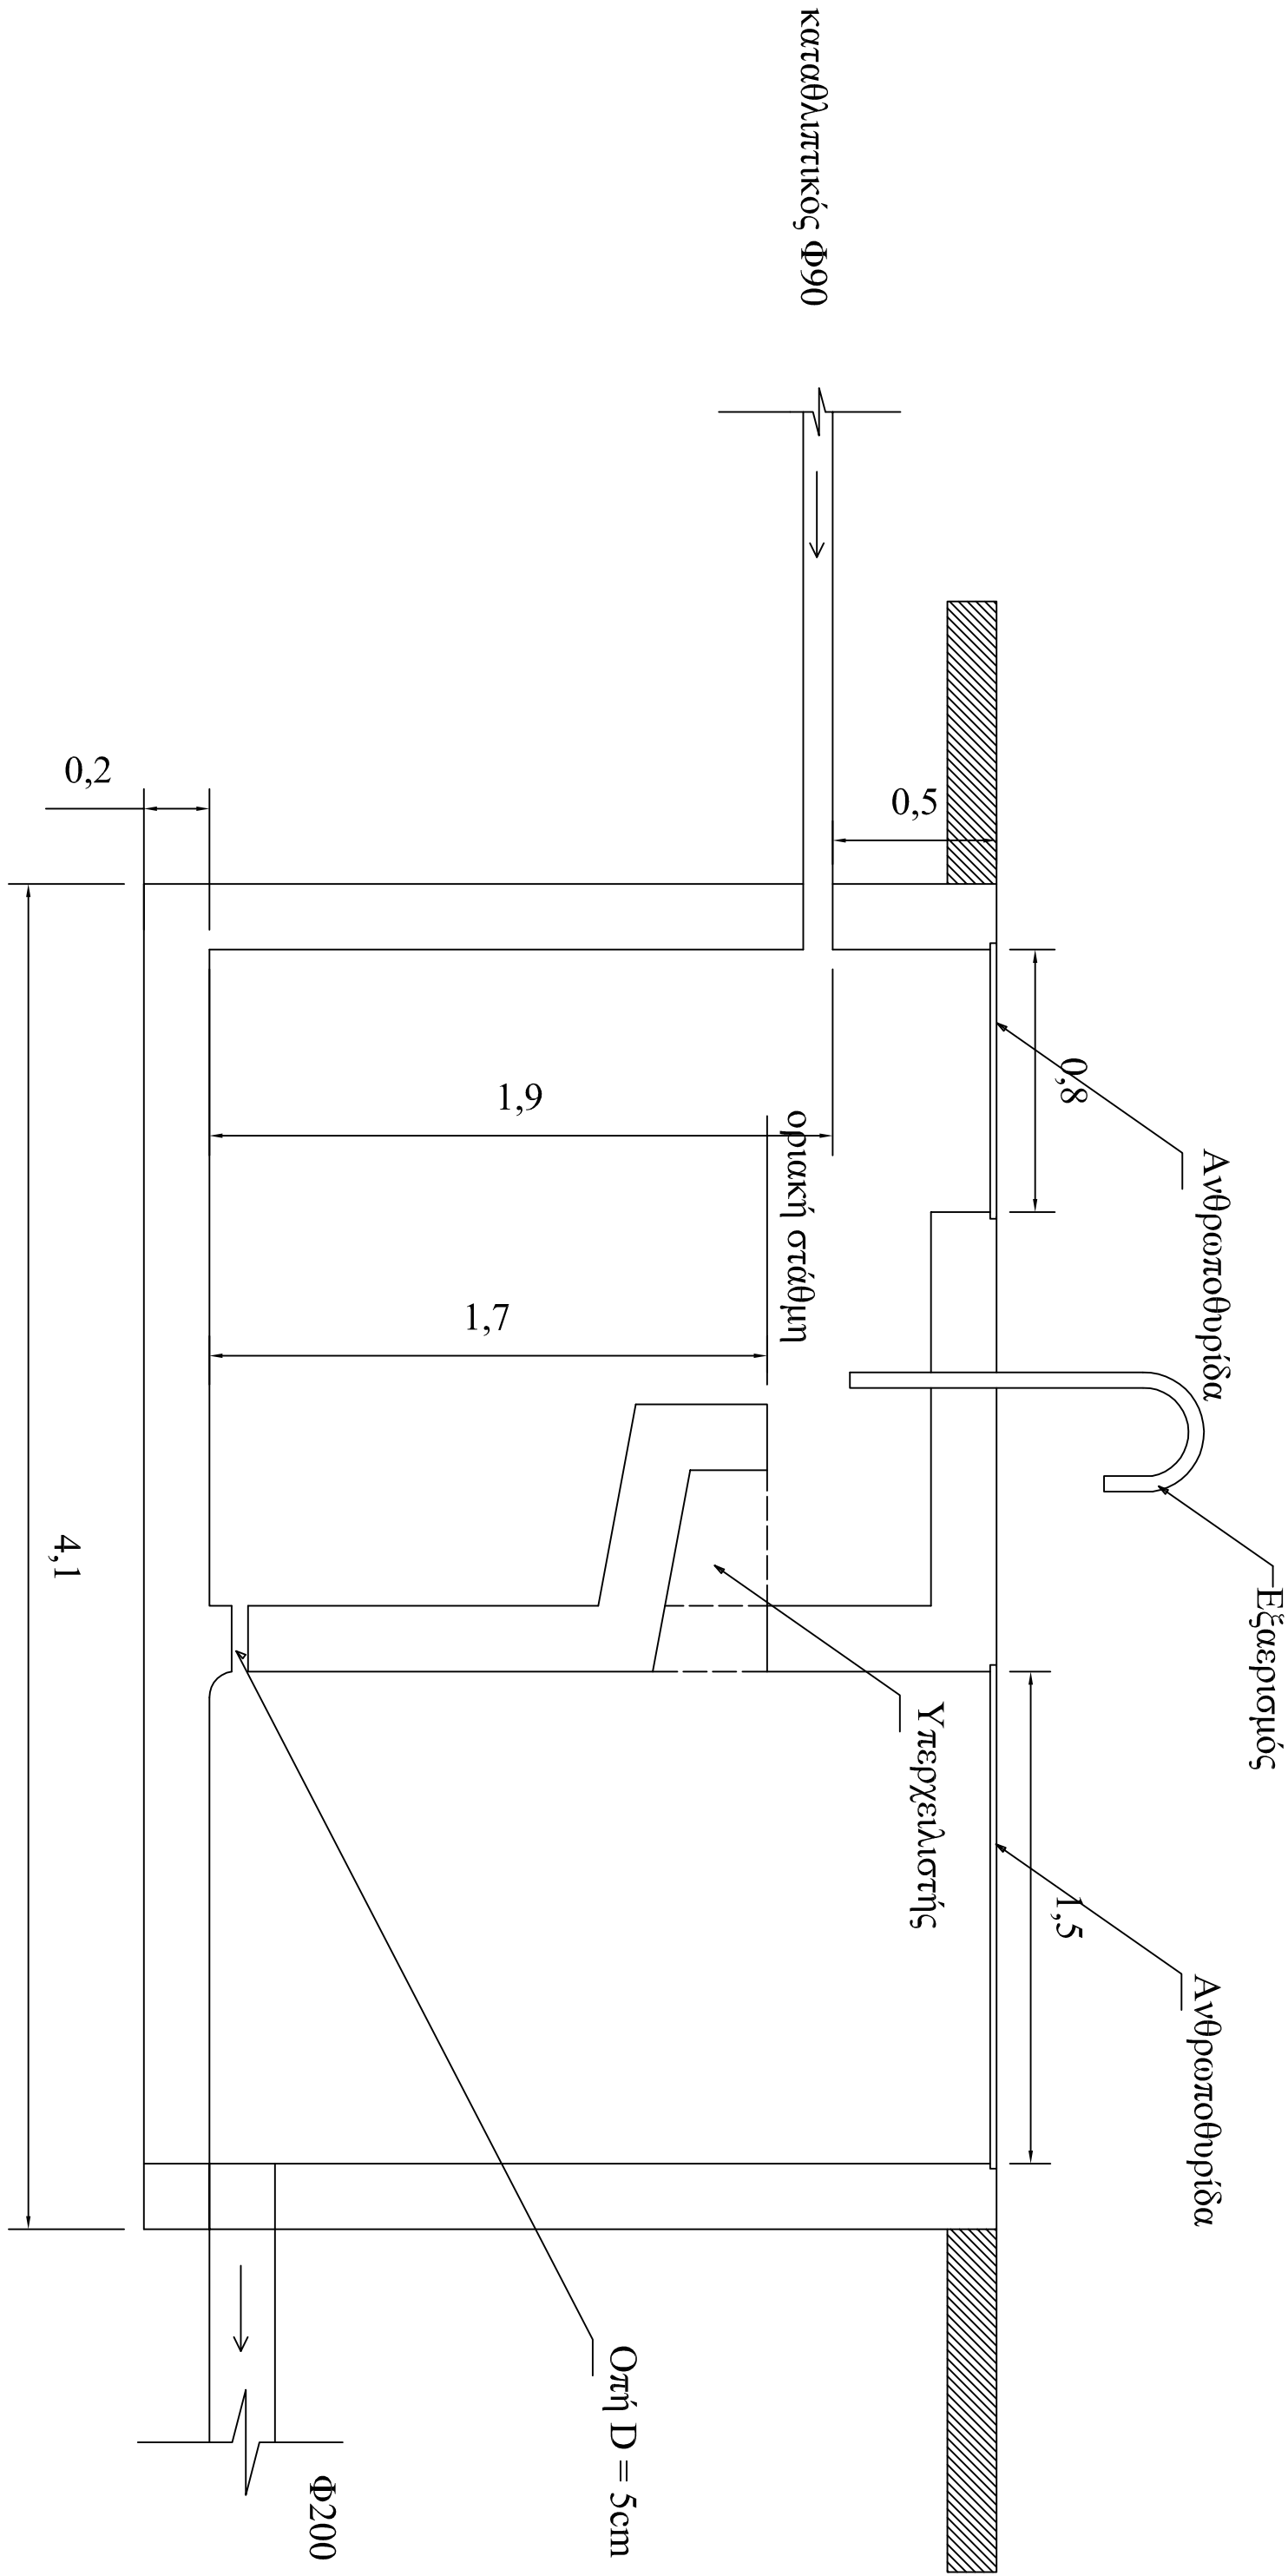 Εξαερισμός
Ανθρωποθυρίδα
Ανθρωποθυρίδα
0,8
1,5
0,5
Υπερχειλιστής
καταθλιπτικός Φ90
οριακή στάθμη
1,9
1,7
Οπή D = 5cm
Φ200
0,2
4,1